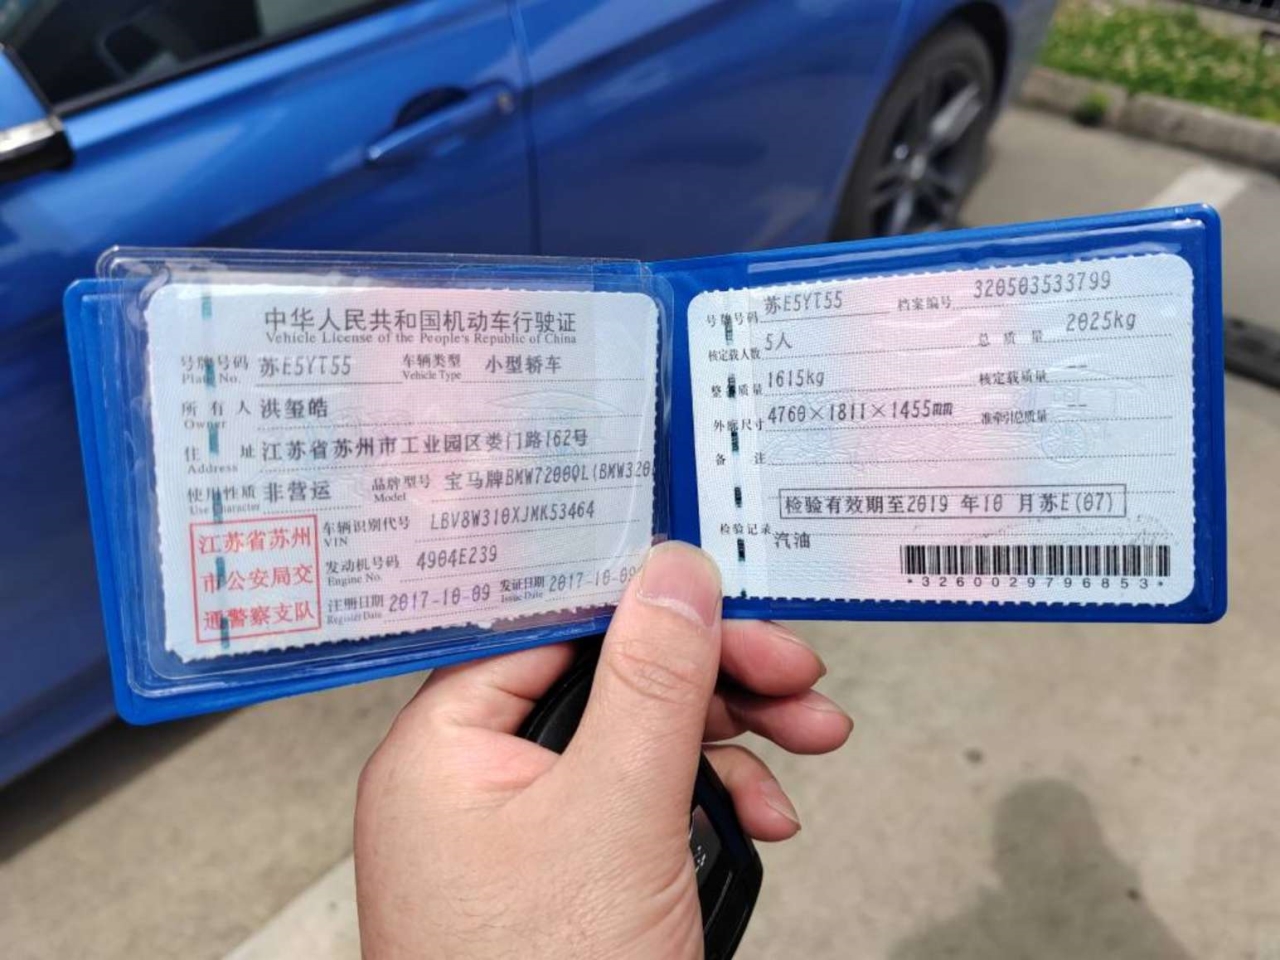 中华人民共和国机动车行驶证
Vehicle License of the People's Republic of China
号牌号码 苏E5YT55 车辆类型 小型轿车
Plate No. Vehicle Type
所有人 洪玺皓
Owner
住址 江苏省苏州市工业园区娄门路162号
Address
使用性质 非营运 品牌型号 宝马牌BMW7200QL(BMW320
Use Character Model
江苏省苏州
市公安局交
通警察支队
车辆识别代号 LBV8W310XJMK53464
VIN
发动机号码 4904E239
Engine No.
注册日期 2017-10-09 发证日期 2017-10-09
Register Date Issue Date
号牌号码 苏E5YT55 档案编号 320503533799
核定载人数 5人 总质量 2025kg
整备质量 1615kg 核定载质量 --
外廓尺寸 4760×1811×1455mm 准牵引总质量 --
备注
检验有效期至2019 年10 月苏E(07)
检验记录 汽油
*3260029796853*